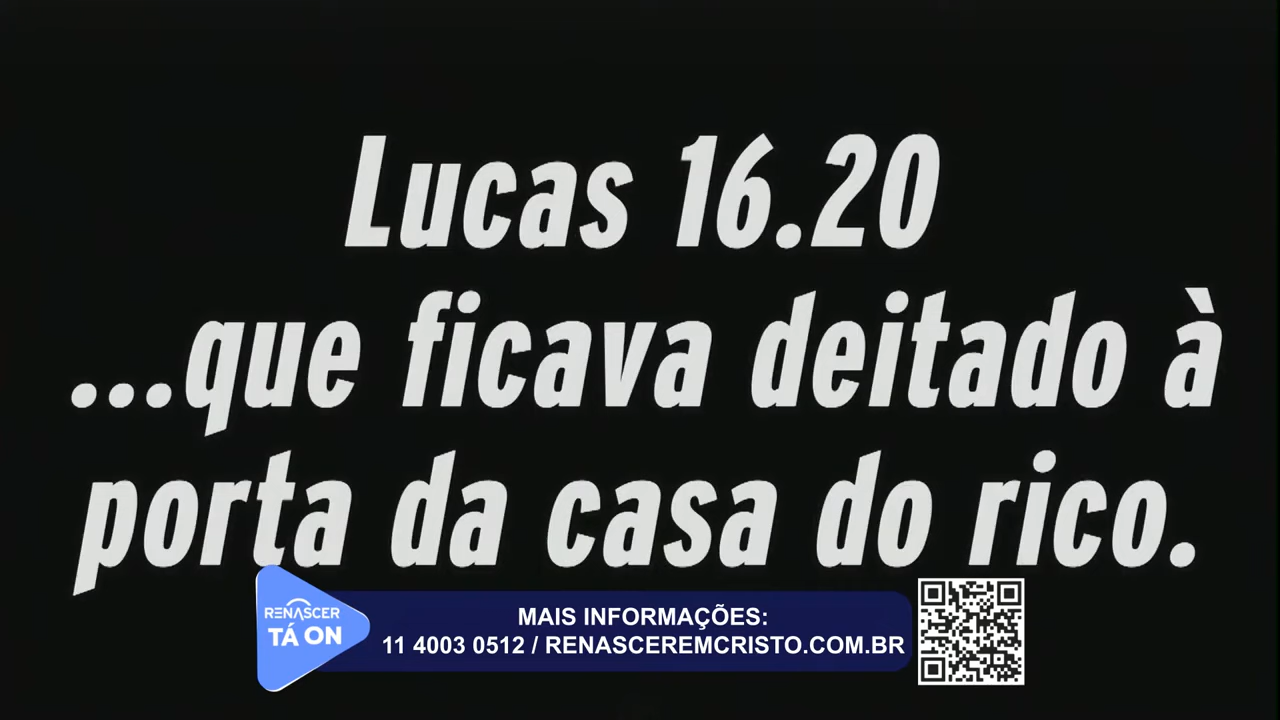 Lucas 16.20
...que ficava deitado à
porta da casa do rico.
RENASCER
TÁ ON
MAIS INFORMAÇÕES:
11 4003 0512 / RENASCEREMCRISTO.COM.BR